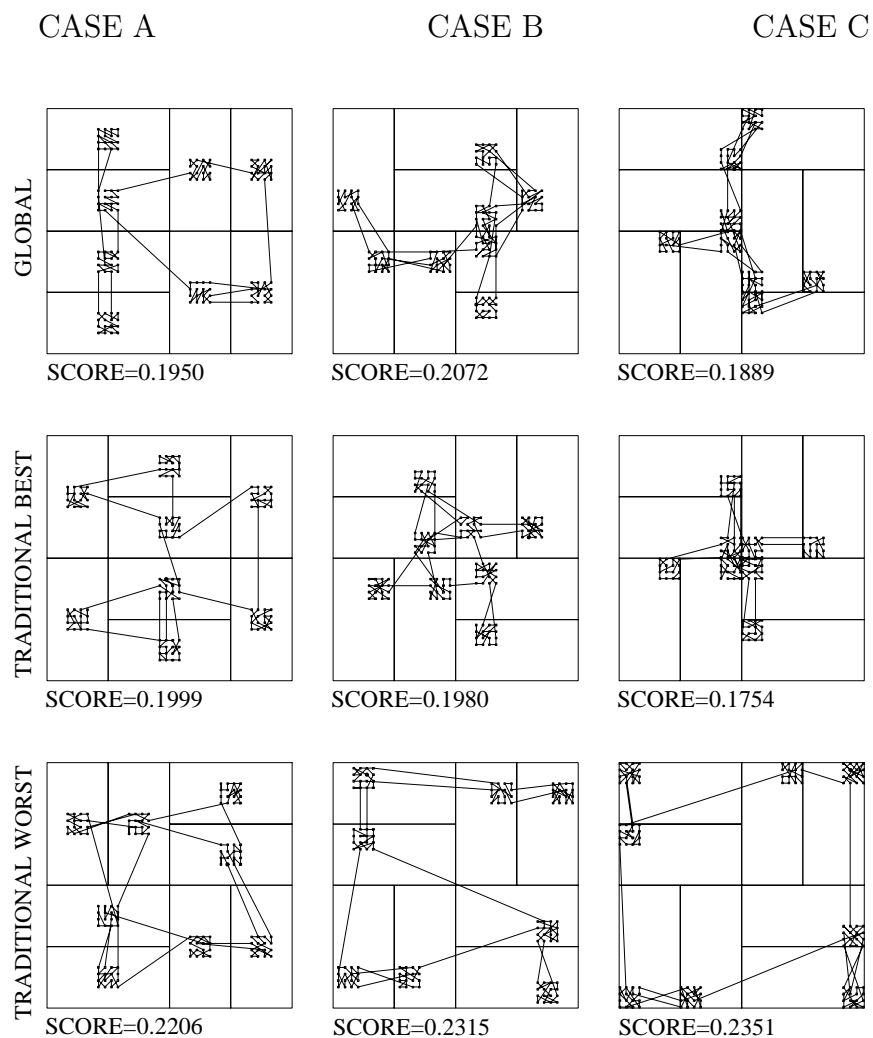 CASE A
CASE B
CASE C
GLOBAL
SCORE=0.1950
SCORE=0.2072
SCORE=0.1889
TRADITIONAL BEST
SCORE=0.1999
SCORE=0.1980
SCORE=0.1754
TRADITIONAL WORST
SCORE=0.2206
SCORE=0.2315
SCORE=0.2351